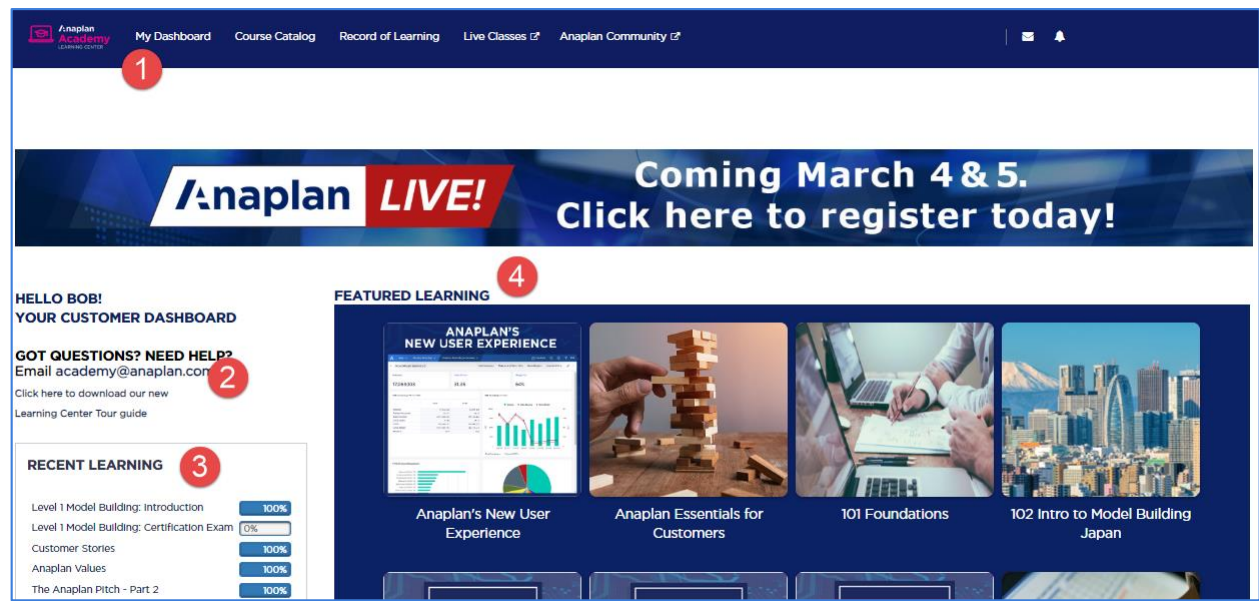 Anaplan
Academy
LEARNING CENTER
My Dashboard
Course Catalog
Record of Learning
Live Classes
Anaplan Community
1
Anaplan LIVE!
Coming March 4 & 5.
Click here to register today!
HELLO BOB!
YOUR CUSTOMER DASHBOARD
GOT QUESTIONS? NEED HELP?
Email academy@anaplan.com
2
Click here to download our new
Learning Center Tour guide
RECENT LEARNING
3
Level 1 Model Building: Introduction 100%
Level 1 Model Building: Certification Exam 0%
Customer Stories 100%
Anaplan Values 100%
The Anaplan Pitch - Part 2 100%
4
FEATURED LEARNING
ANAPLAN'S
NEW USER EXPERIENCE
Anaplan's New User
Experience
Anaplan Essentials for
Customers
101 Foundations
102 Intro to Model Building
Japan